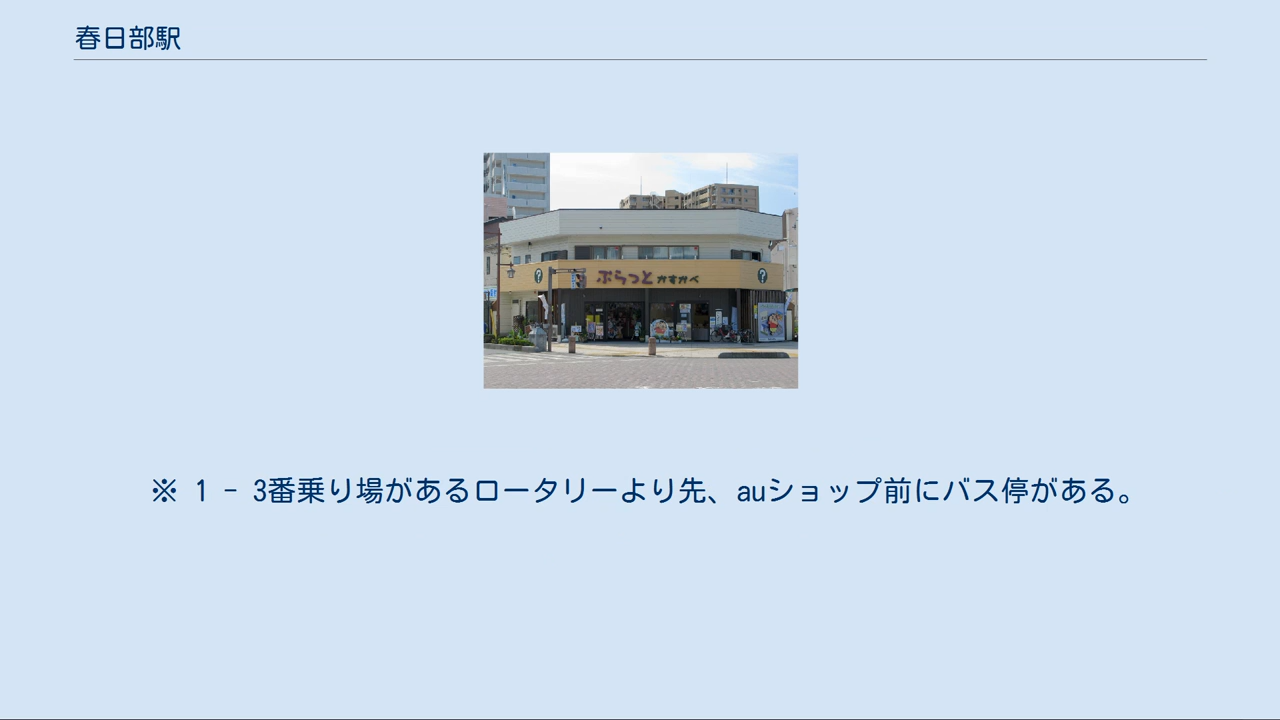 春日部駅
ぷらっと かすかべ
※ 1 - 3番乗り場があるロータリーより先、auショップ前にバス停がある。